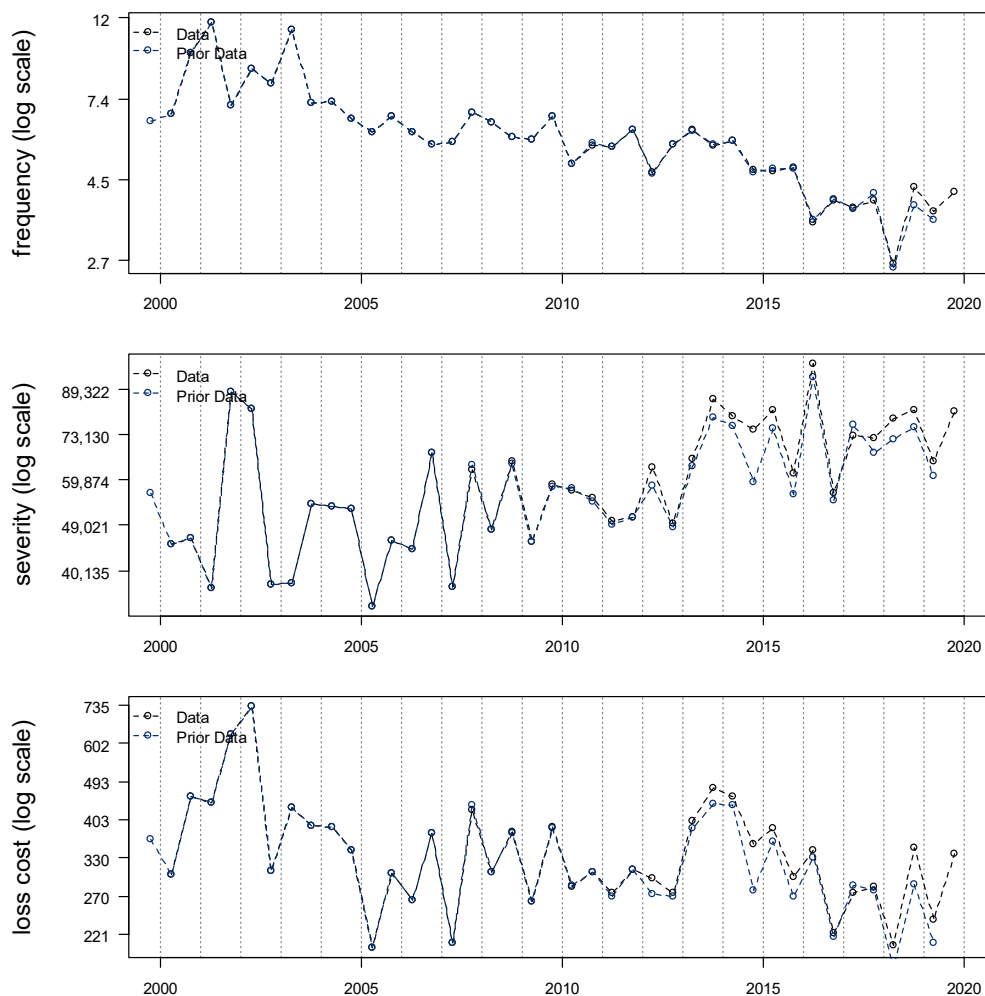 frequency (log scale)
12
7.4
4.5
2.7
Data
Prior Data
2000 2005 2010 2015 2020
severity (log scale)
89,322
73,130
59,874
49,021
40,135
Data
Prior Data
2000 2005 2010 2015 2020
loss cost (log scale)
735
602
493
403
330
270
221
Data
Prior Data
2000 2005 2010 2015 2020